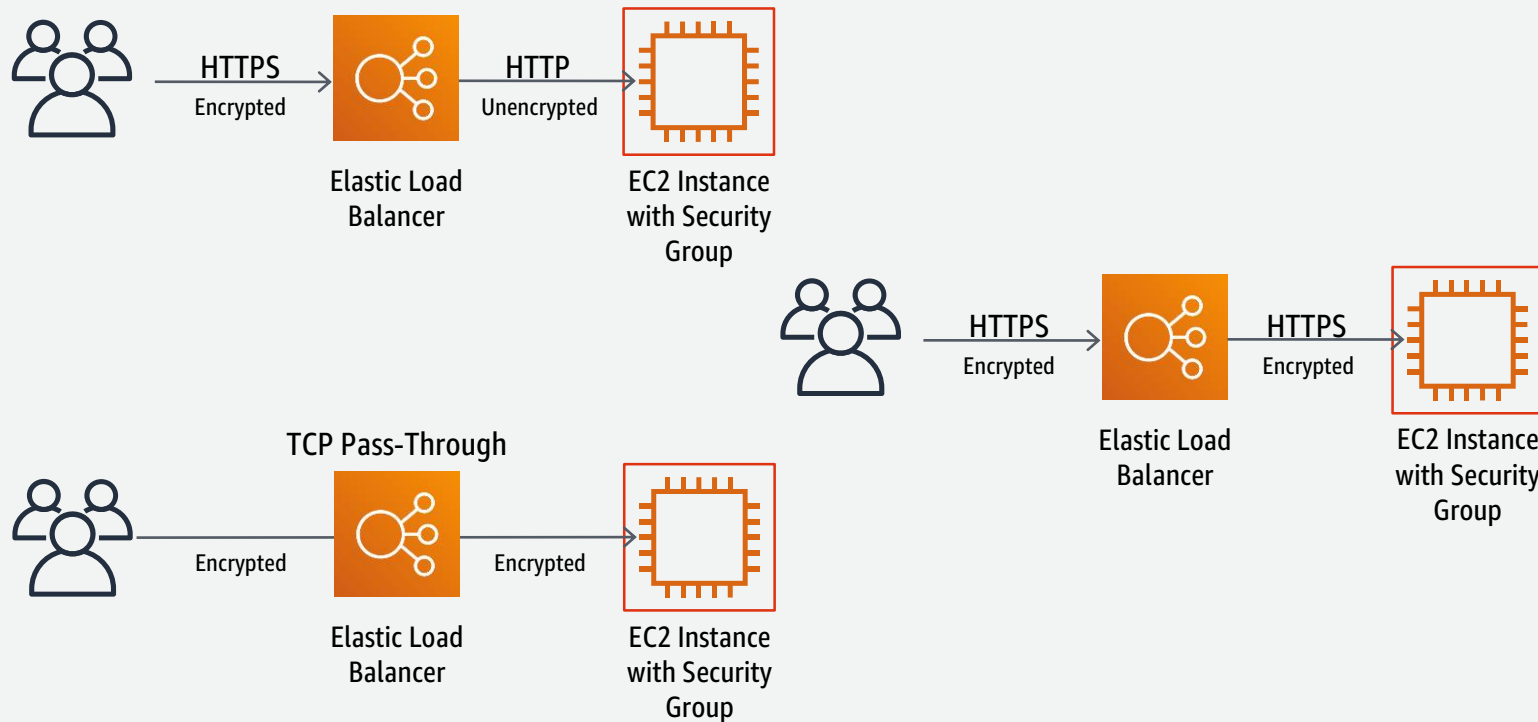 HTTPS
Encrypted
HTTP
Unencrypted
Elastic Load
Balancer
EC2 Instance
with Security
Group
HTTPS
Encrypted
HTTPS
Encrypted
Elastic Load
Balancer
EC2 Instance
with Security
Group
TCP Pass-Through
Encrypted
Encrypted
Elastic Load
Balancer
EC2 Instance
with Security
Group